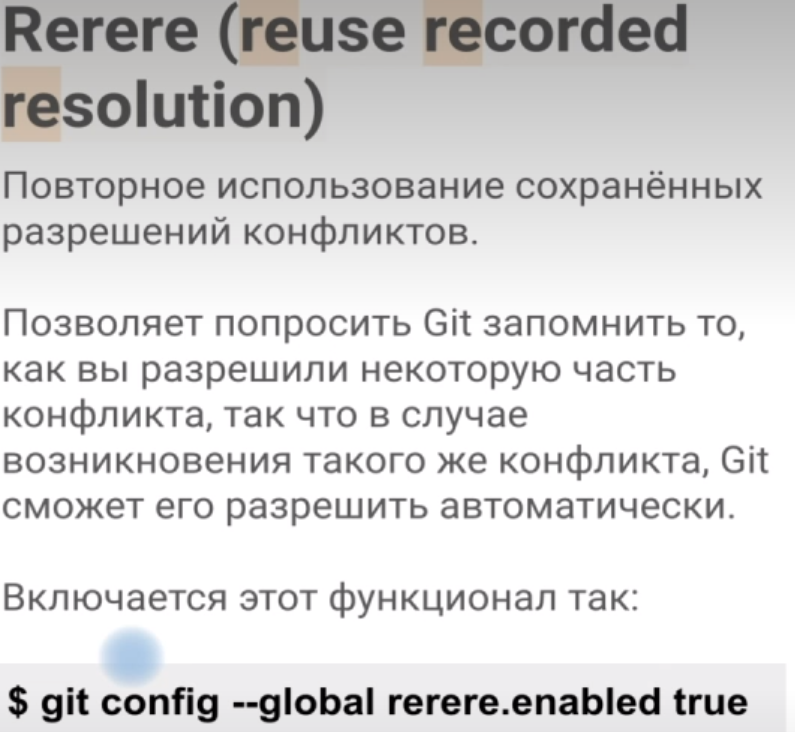 Rerere (reuse recorded
resolution)
Повторное использование сохранённых
разрешений конфликтов.
Позволяет попросить Git запомнить то,
как вы разрешили некоторую часть
конфликта, так что в случае
возникновения такого же конфликта, Git
сможет его разрешить автоматически.
Включается этот функционал так:
$ git config --global rerere.enabled true